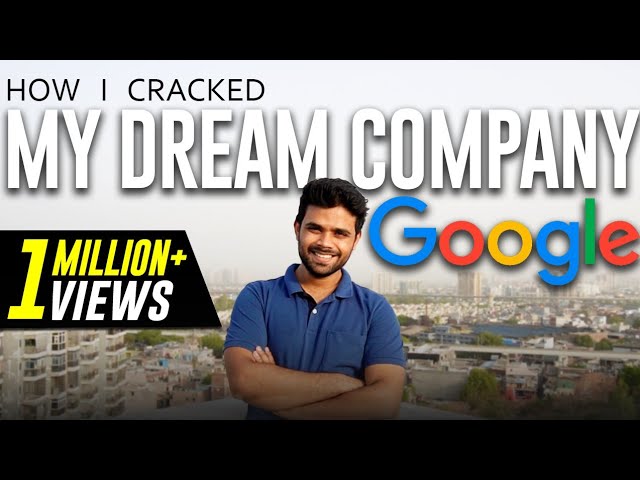 HOW I CRACKED
MY DREAM COMPANY
Google
1 MILLION+
VIEWS